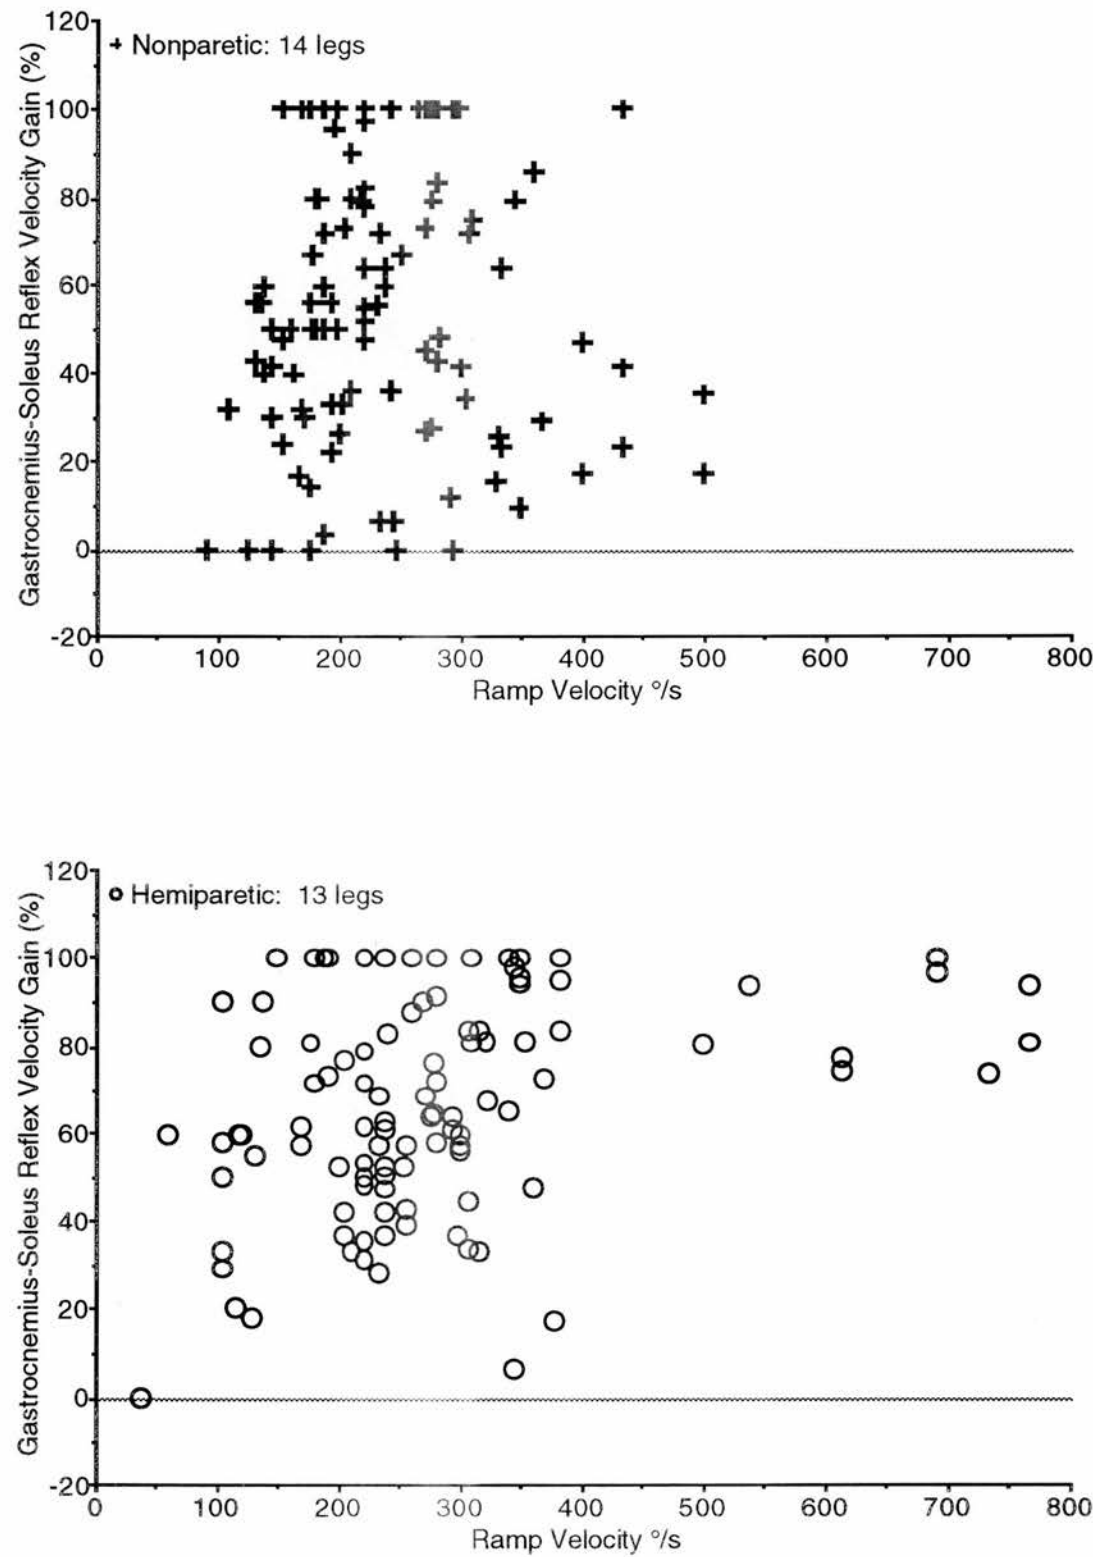 120
+ Nonparetic: 14 legs
100
80
60
40
20
0
-20
0 100 200 300 400 500 600 700 800
Ramp Velocity °/s
Gastrocnemius-Soleus Reflex Velocity Gain (%)
120
Hemiparetic: 13 legs
100
80
60
40
20
0
-20
0 100 200 300 400 500 600 700 800
Ramp Velocity °/s
Gastrocnemius-Soleus Reflex Velocity Gain (%)